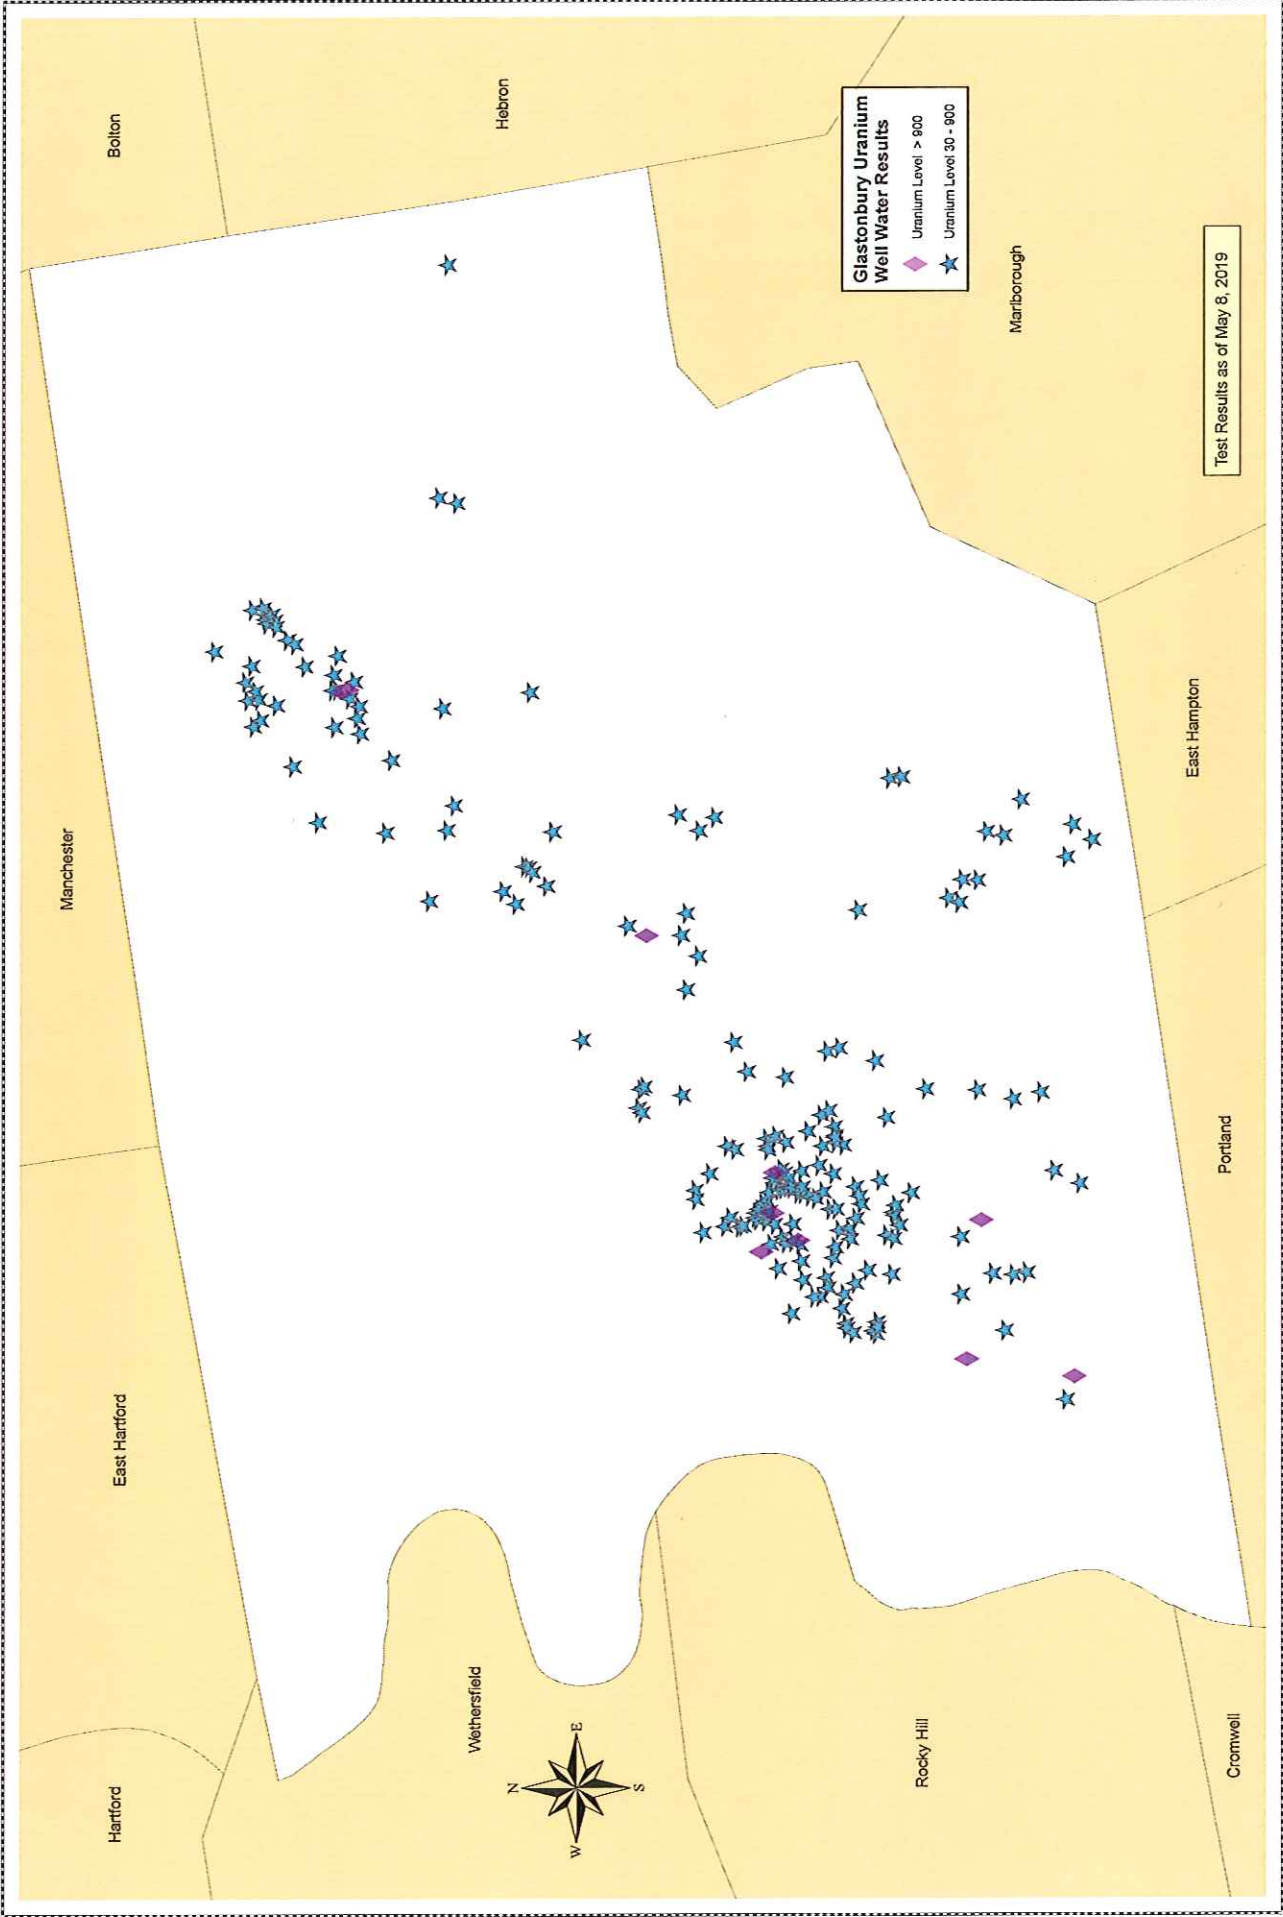 Hartford
East Hartford
Manchester
Bolton
Hebron
Wethersfield
N
W
E
S
Glastonbury Uranium
Well Water Results
Uranium Level > 900
Uranium Level 30 - 900
Marlborough
Rocky Hill
Cromwell
Portland
East Hampton
Test Results as of May 8, 2019